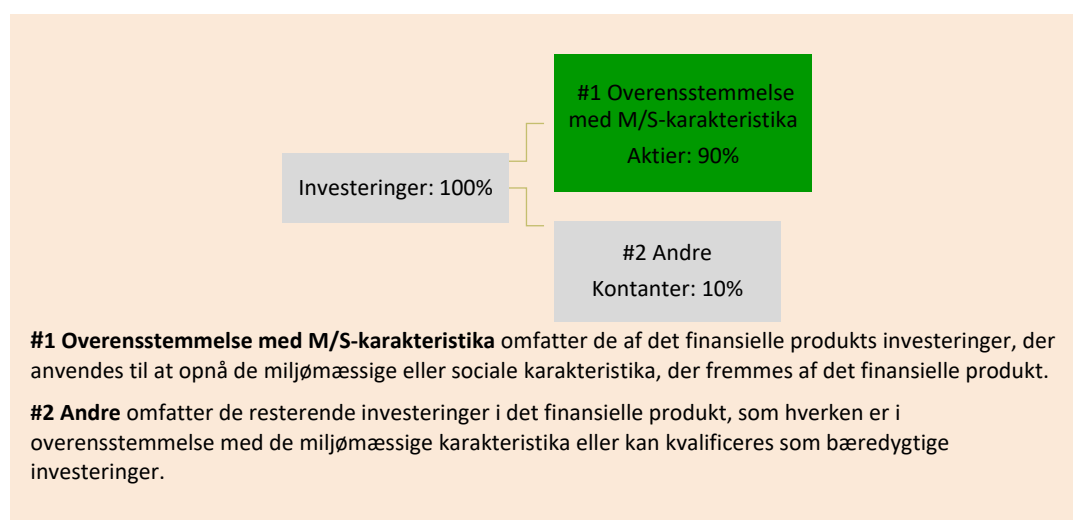 #1 Overensstemmelse
med M/S-karakteristika
Aktier: 90%
Investeringer: 100%
#2 Andre
Kontanter: 10%
#1 Overensstemmelse med M/S-karakteristika omfatter de af det finansielle produkts investeringer, der
anvendes til at opnå de miljømæssige eller sociale karakteristika, der fremmes af det finansielle produkt.
#2 Andre omfatter de resterende investeringer i det finansielle produkt, som hverken er i
overensstemmelse med de miljømæssige karakteristika eller kan kvalificeres som bæredygtige
investeringer.